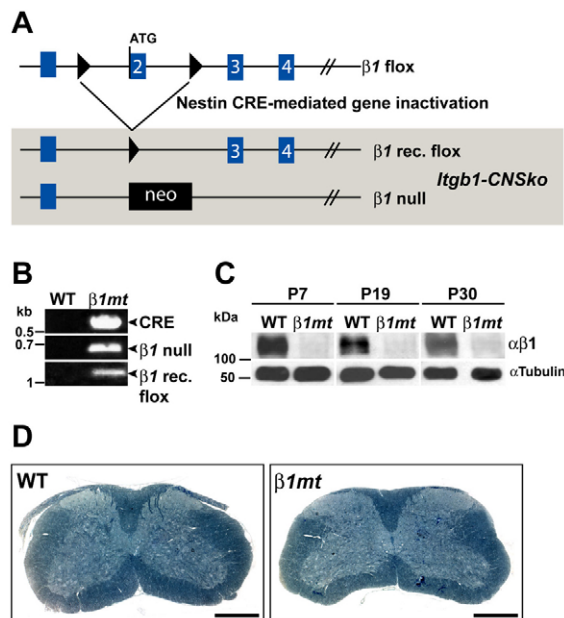 A
ATG
2 3 4 // β1 flox
Nestin CRE-mediated gene inactivation
3 4 // β1 rec. flox
Itgb1-CNSko
neo // β1 null
B
WT β1mt
kb
0.5 CRE
0.7 β1 null
1 β1 rec. flox
C
P7 P19 P30
kDa WT β1mt WT β1mt WT β1mt
100 αβ1
50 αTubulin
D
WT β1mt